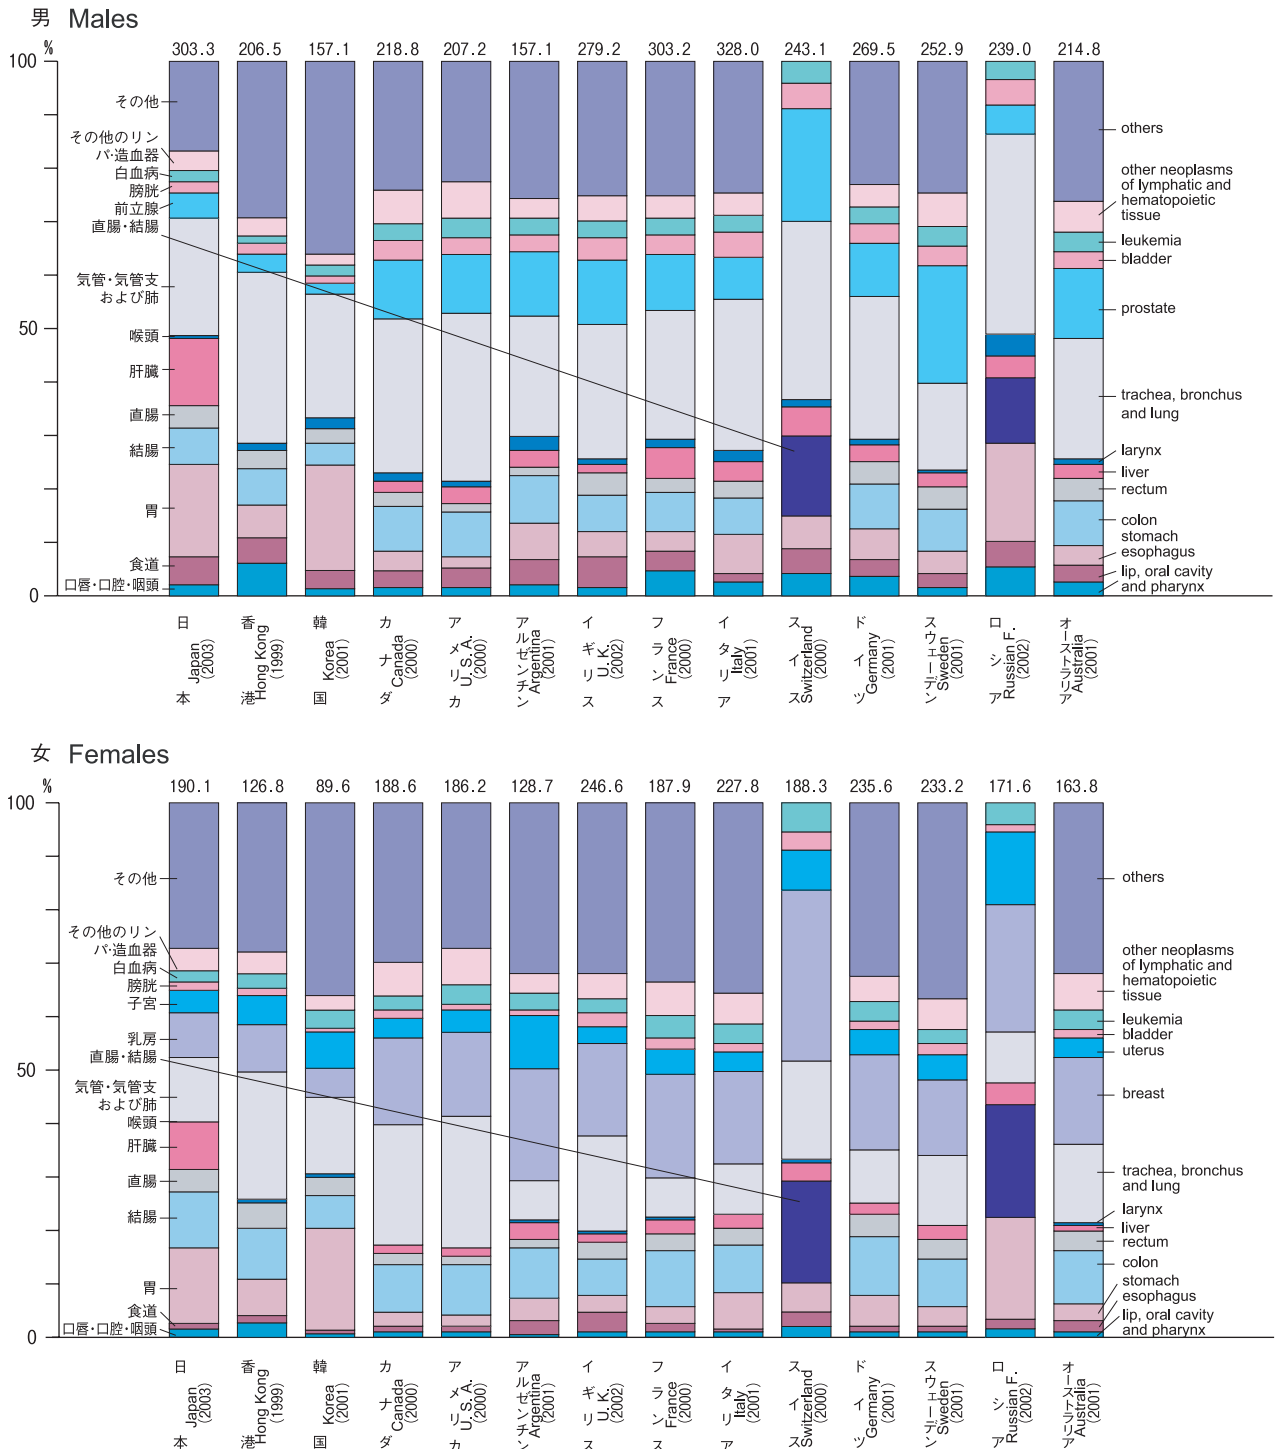 男 Males
%
303.3 206.5 157.1 218.8 207.2 157.1 279.2 303.2 328.0 243.1 269.5 252.9 239.0 214.8
100
50
0
その他
その他のリン
パ・造血器
白血病
膀胱
前立腺
直腸・結腸
気管・気管支
および肺
喉頭
肝臓
直腸
結腸
胃
食道
口唇・口腔・咽頭
others
other neoplasms
of lymphatic and
hematopoietic
tissue
leukemia
bladder
prostate
trachea, bronchus
and lung
larynx
liver
rectum
colon
stomach
esophagus
lip, oral cavity
and pharynx
日本 Japan (2003)
香港 Hong Kong (1999)
韓国 Korea (2001)
カナダ Canada (2000)
アメリカ U.S.A. (2000)
アルゼンチン Argentina (2001)
イギリス U.K. (2002)
フランス France (2000)
イタリア Italy (2001)
スイス Switzerland (2000)
ドイツ Germany (2001)
スウェーデン Sweden (2001)
ロシア Russian F. (2002)
オーストラリア Australia (2001)
女 Females
%
190.1 126.8 89.6 188.6 186.2 128.7 246.6 187.9 227.8 188.3 235.6 233.2 171.6 163.8
100
50
0
その他
その他のリン
パ・造血器
白血病
膀胱
子宮
乳房
直腸・結腸
気管・気管支
および肺
喉頭
肝臓
直腸
結腸
胃
食道
口唇・口腔・咽頭
others
other neoplasms
of lymphatic and
hematopoietic
tissue
leukemia
bladder
uterus
breast
trachea, bronchus
and lung
larynx
liver
rectum
colon
stomach
esophagus
lip, oral cavity
and pharynx
日本 Japan (2003)
香港 Hong Kong (1999)
韓国 Korea (2001)
カナダ Canada (2000)
アメリカ U.S.A. (2000)
アルゼンチン Argentina (2001)
イギリス U.K. (2002)
フランス France (2000)
イタリア Italy (2001)
スイス Switzerland (2000)
ドイツ Germany (2001)
スウェーデン Sweden (2001)
ロシア Russian F. (2002)
オーストラリア Australia (2001)